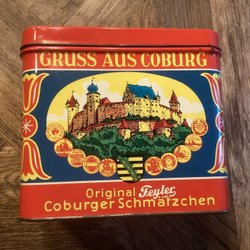 GRUSS AUS COBURG
Original Feyler
Coburger Schmätzchen